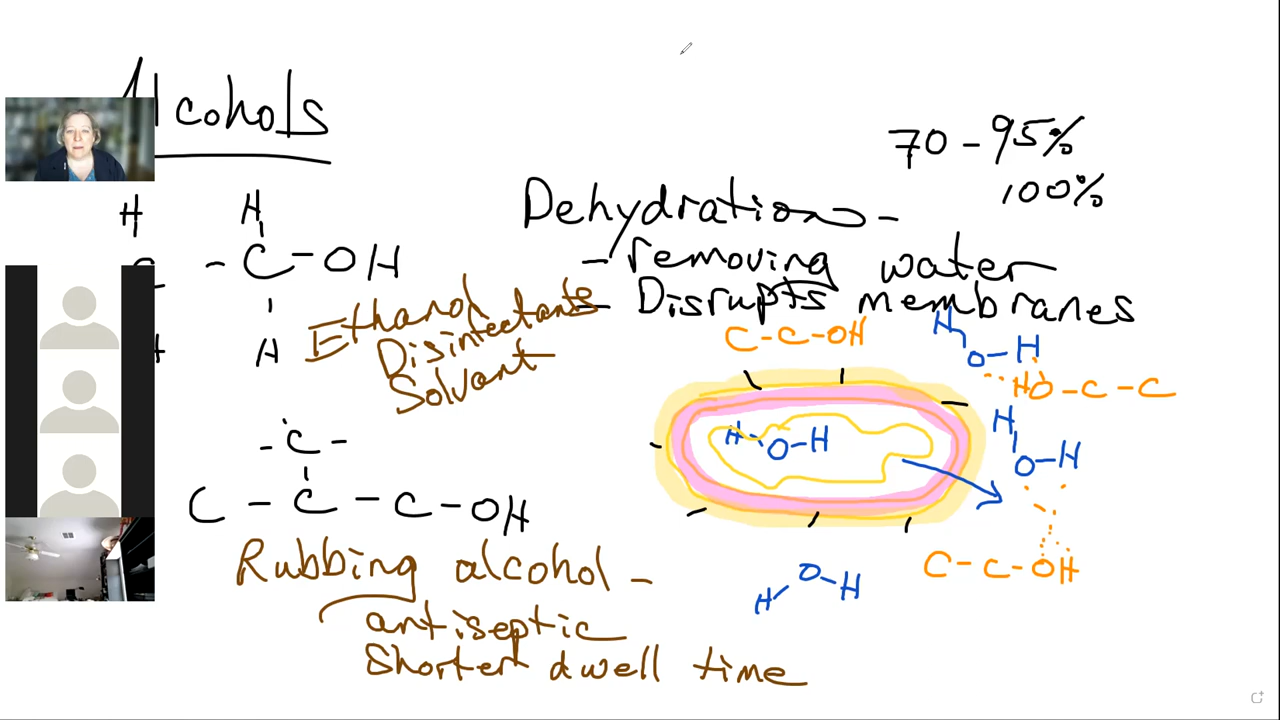 Alcohols
70 - 95%
100%
H H
C - C - OH
H H
Dehydration -
- removing water
- Disrupts membranes
Ethanol
Disinfectants
Solvant
C - C - OH
H
O - H
HO - C - C
H
O - H
H - O - H
- C -
C - C - C - OH
C - C - OH
H O - H
Rubbing alcohol -
antiseptic
Shorter dwell time